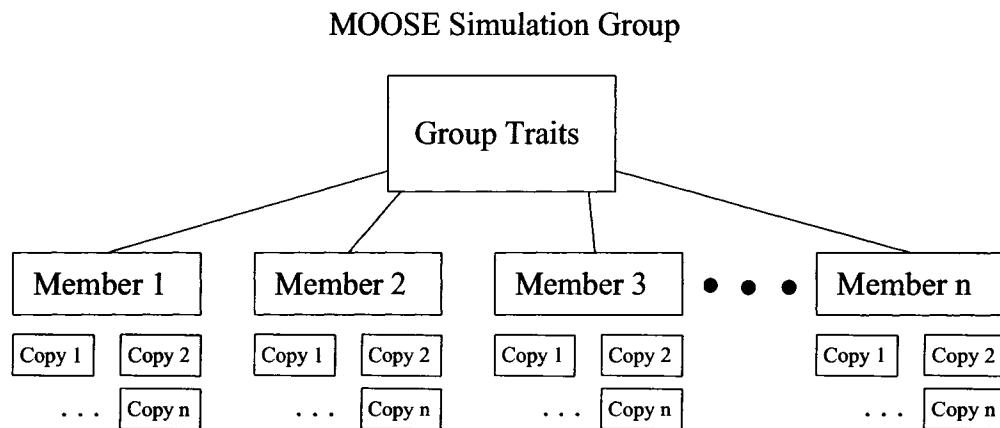 MOOSE Simulation Group
Group Traits
Member 1 Member 2 Member 3 ● ● ● Member n
Copy 1 Copy 2 Copy 1 Copy 2 Copy 1 Copy 2 Copy 1 Copy 2
... Copy n ... Copy n ... Copy n ... Copy n